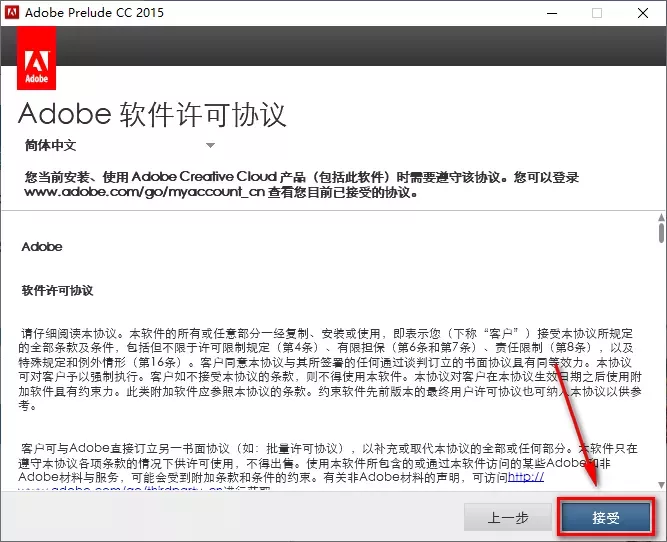 Adobe Prelude CC 2015
Adobe
Adobe 软件许可协议
简体中文
您当前安装、使用 Adobe Creative Cloud 产品（包括此软件）时需要遵守该协议。您可以登录
www.adobe.com/go/myaccount_cn 查看您目前已接受的协议。
Adobe
软件许可协议
请仔细阅读本协议。本软件的所有或任意部分一经复制、安装或使用，即表示您（下称“客户”）接受本协议所规定
的全部条款及条件，包括但不限于许可限制规定（第4条）、有限担保（第6条和第7条）、责任限制（第8条），以及
特殊规定和例外情形（第16条）。客户同意本协议与其所签署的任何通过谈判订立的书面协议具有同等效力。本协议
可对客户予以强制执行。客户如不接受本协议的条款，则不得使用本软件。本协议对客户在本协议生效日期之后使用附
加软件具有约束力。此类附加软件应参照本协议的条款。约束软件先前版本的最终用户许可协议也可纳入本协议以供参
考。
客户可与Adobe直接订立另一书面协议（如：批量许可协议），以补充或取代本协议的全部或任何部分。本软件只在
遵守本协议各项条款的情况下供许可使用，不得出售。使用本软件所包含的或通过本软件访问的某些Adobe和非
Adobe材料与服务，可能会受到附加条款和条件的约束。有关非Adobe材料的声明，可访问http://
www.adobe.com/go/thirdparty_cn进行获取
上一步
接受